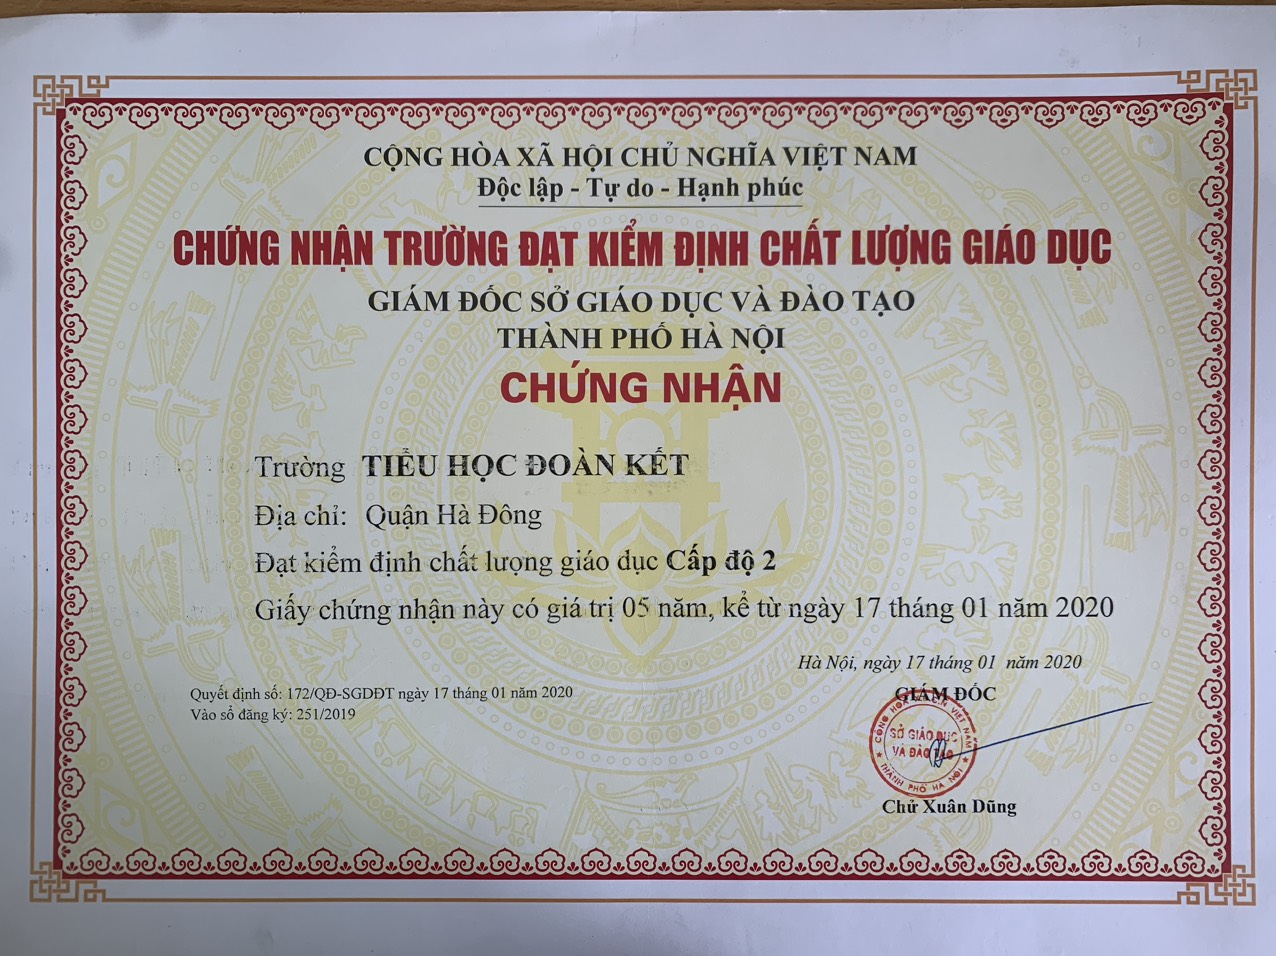 CỘNG HÒA XÃ HỘI CHỦ NGHĨA VIỆT NAM
Độc lập - Tự do - Hạnh phúc
CHỨNG NHẬN TRƯỜNG ĐẠT KIỂM ĐỊNH CHẤT LƯỢNG GIÁO DỤC
GIÁM ĐỐC SỞ GIÁO DỤC VÀ ĐÀO TẠO
THÀNH PHỐ HÀ NỘI
CHỨNG NHẬN
Trường TIỂU HỌC ĐOÀN KẾT
Địa chỉ: Quận Hà Đông
Đạt kiểm định chất lượng giáo dục Cấp độ 2
Giấy chứng nhận này có giá trị 05 năm, kể từ ngày 17 tháng 01 năm 2020
Hà Nội, ngày 17 tháng 01 năm 2020
Quyết định số: 172/QĐ-SGDĐT ngày 17 tháng 01 năm 2020
Vào sổ đăng ký: 251/2019
GIÁM ĐỐC
SỞ GIÁO DỤC
VÀ ĐÀO TẠO
THÀNH PHỐ HÀ NỘI
Chử Xuân Dũng